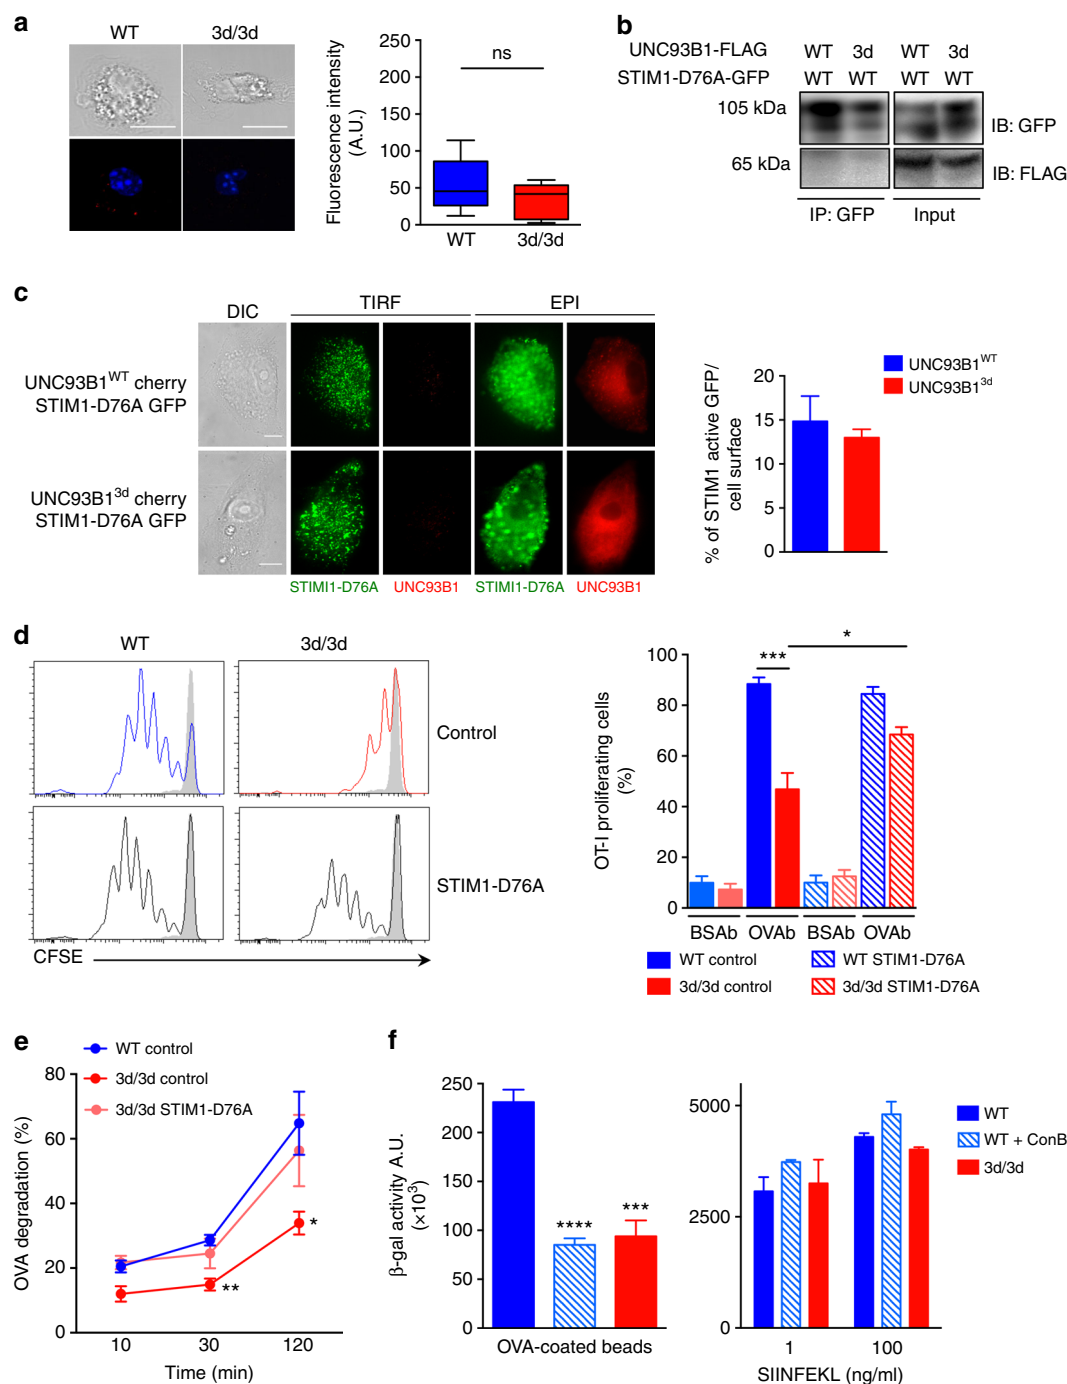 a
WT 3d/3d
Fluorescence intensity
(A.U.)
250
200
150
100
50
0
ns
WT 3d/3d
b
UNC93B1-FLAG WT 3d WT 3d
STIM1-D76A-GFP WT WT WT WT
105 kDa
IB: GFP
65 kDa
IB: FLAG
IP: GFP Input
c
DIC TIRF EPI
UNC93B1WT cherry
STIM1-D76A GFP
UNC93B13d cherry
STIM1-D76A GFP
STIMI1-D76A UNC93B1 STIMI1-D76A UNC93B1
% of STIM1 active GFP/
cell surface
20
15
10
5
0
UNC93B1WT
UNC93B13d
d
WT 3d/3d
Control
STIM1-D76A
CFSE
OT-I proliferating cells
(%)
100
80
60
40
20
0
***
*
BSAb OVAb BSAb OVAb
WT control WT STIM1-D76A
3d/3d control 3d/3d STIM1-D76A
e
WT control
3d/3d control
3d/3d STIM1-D76A
OVA degradation (%)
80
60
40
20
0
**
*
10 30 120
Time (min)
f
β-gal activity A.U.
(×10³)
250
200
150
100
50
0
****
***
OVA-coated beads
5000
2500
0
1 100
SIINFEKL (ng/ml)
WT
WT + ConB
3d/3d